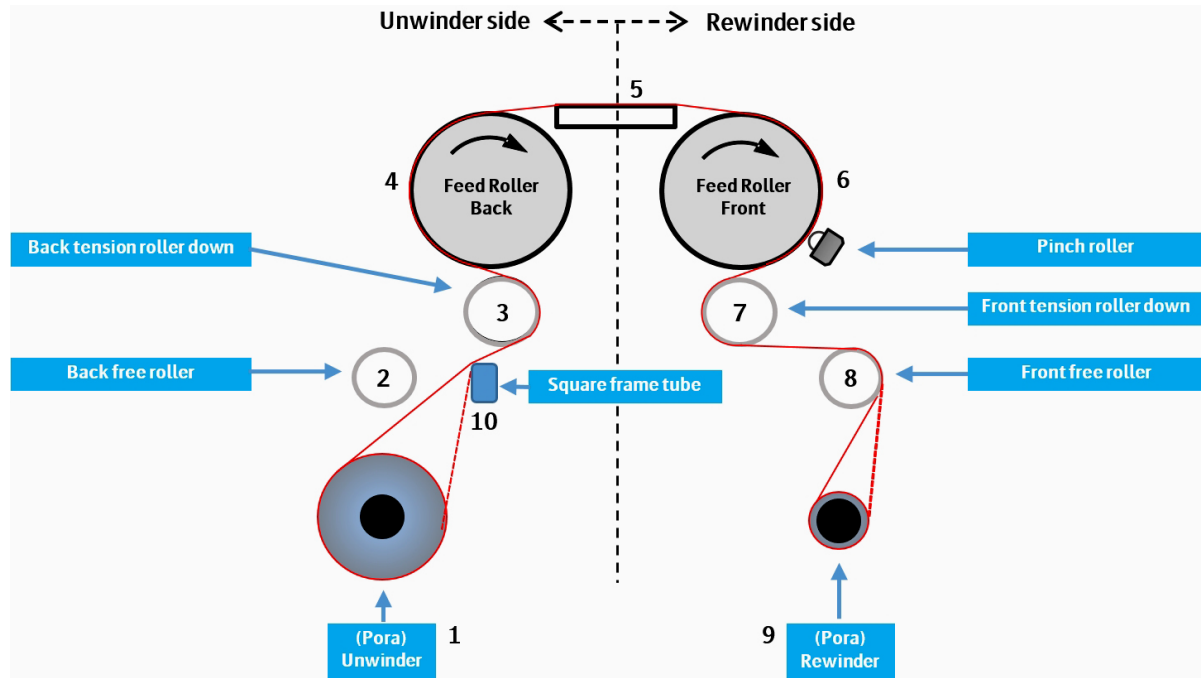 Unwinder side
Rewinder side
5
4
Feed Roller
Back
Feed Roller
Front
6
Back tension roller down
Pinch roller
3
7
Front tension roller down
Back free roller
2
Square frame tube
8
Front free roller
10
(Pora)
Unwinder
1
9
(Pora)
Rewinder